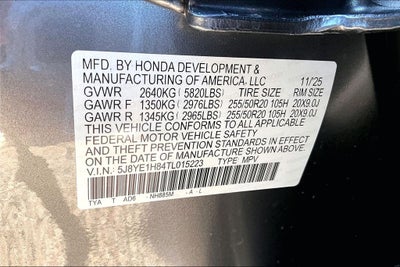 MFD. BY HONDA DEVELOPMENT &
MANUFACTURING OF AMERICA, LLC 11/25
GVWR 2640KG (5820LBS) TIRE SIZE RIM SIZE
GAWR F 1350KG (2976LBS) 255/50R20 105H 20X9.0J
GAWR R 1345KG (2965LBS) 255/50R20 105H 20X9.0J
THIS VEHICLE CONFORMS TO ALL APPLICABLE
FEDERAL MOTOR VEHICLE SAFETY
AND THEFT PREVENTION STANDARDS IN EFFECT
ON THE DATE OF MANUFACTURE SHOWN ABOVE.
V.I.N.: 5J8YE1H84TL015223 TYPE: MPV
TYA T AD6 NH885M - A - L